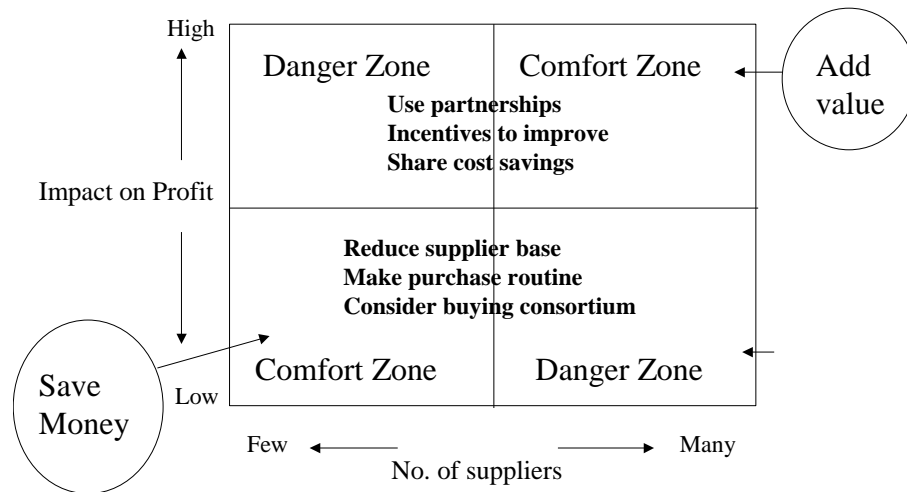 High
Danger Zone
Comfort Zone
Add
value
Use partnerships
Incentives to improve
Share cost savings
Impact on Profit
Reduce supplier base
Make purchase routine
Consider buying consortium
Save
Money
Low
Comfort Zone
Danger Zone
Few
Many
No. of suppliers